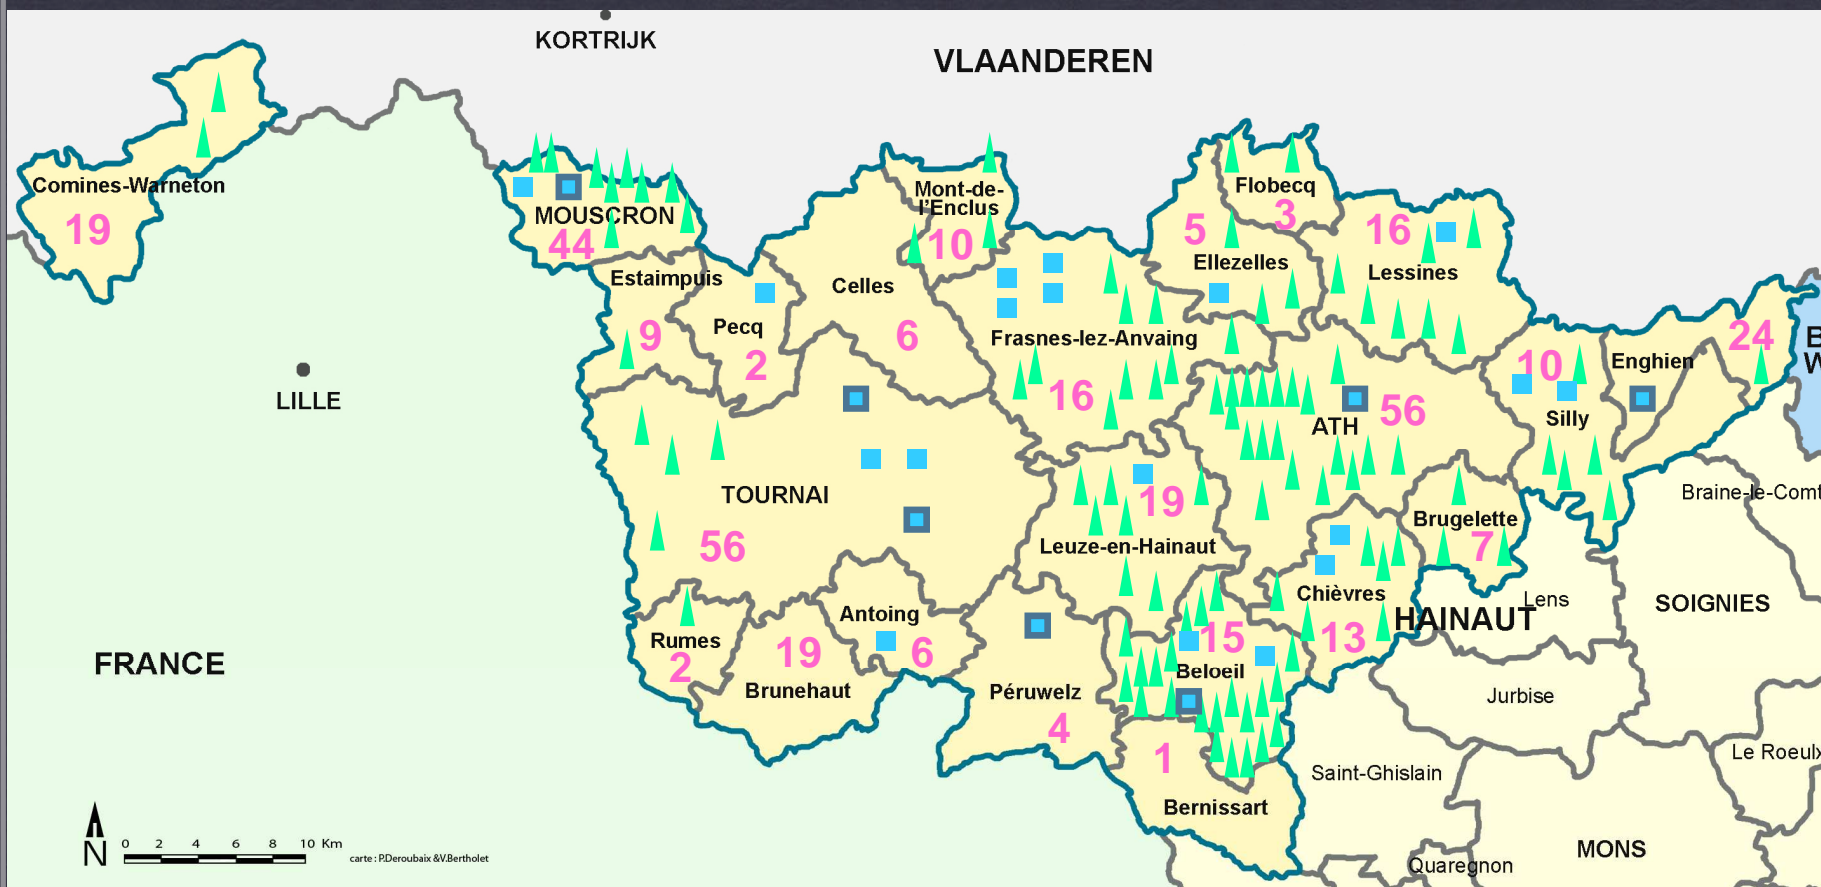 KORTRIJK
VLAANDEREN
Comines-Warneton
19
MOUSCRON
44
Mont-de-
l'Enclus
10
Flobecq
3
5
Ellezelles
16
Lessines
Estaimpuis
9
Pecq
2
Celles
6
Frasnes-lez-Anvaing
16
10
Silly
Enghien
24
B
W
LILLE
ATH
56
TOURNAI
56
19
Leuze-en-Hainaut
Brugelette
7
Braine-le-Comt
Chièvres
13
HAINAUT
Lens
SOIGNIES
FRANCE
Rumes
2
19
Brunehaut
Antoing
6
Péruwelz
4
15
Beloeil
Jurbise
1
Bernissart
Saint-Ghislain
Le Roeulx
MONS
Quaregnon
N
0 2 4 6 8 10 Km
carte : P.Deroubaix &V.Bertholet